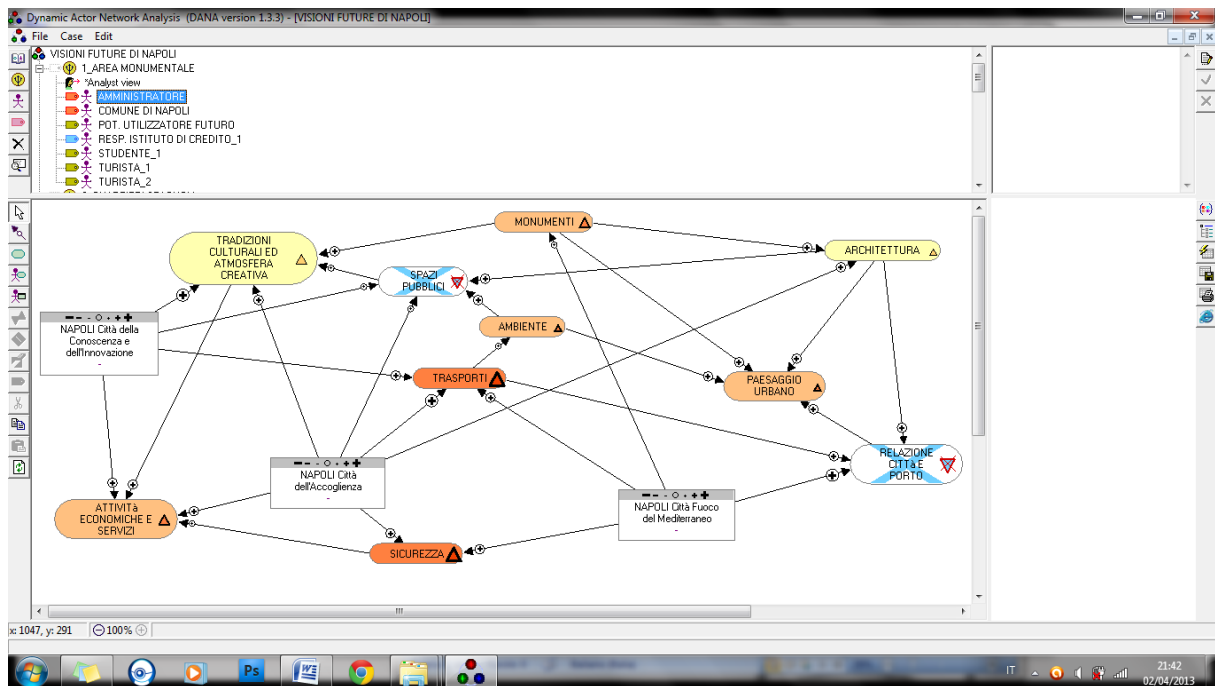 Dynamic Actor Network Analysis (DANA version 1.3.3) - [VISIONI FUTURE DI NAPOLI]
File Case Edit
VISIONI FUTURE DI NAPOLI
1_AREA MONUMENTALE
*Analyst view
AMMINISTRATORE
COMUNE DI NAPOLI
POT. UTILIZZATORE FUTURO
RESP. ISTITUTO DI CREDITO_1
STUDENTE_1
TURISTA_1
TURISTA_2
MONUMENTI
TRADIZIONI
CULTURALI ED
ATMOSFERA
CREATIVA
ARCHITETTURA
SPAZI
PUBBLICI
AMBIENTE
NAPOLI Città della
Conoscenza e
dell'Innovazione
-
TRASPORTI
PAESAGGIO
URBANO
RELAZIONE
CITTà E
PORTO
NAPOLI Città
dell'Accoglienza
-
NAPOLI Città Fuoco
del Mediterraneo
-
ATTIVITà
ECONOMICHE E
SERVIZI
SICUREZZA
x: 1047, y: 291 100%
Ps W IT 21:42
02/04/2013